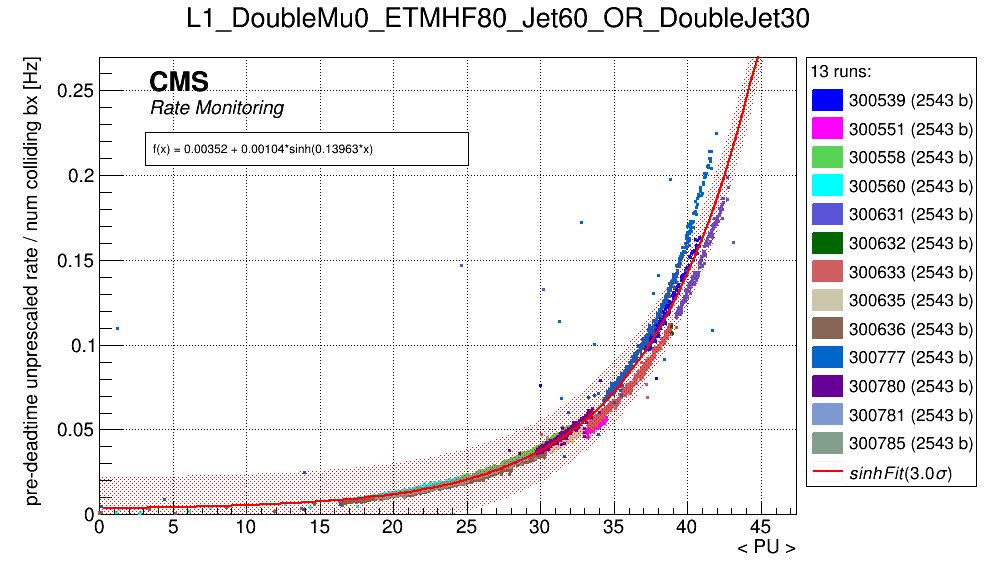 L1_DoubleMu0_ETMHF80_Jet60_OR_DoubleJet30
pre-deadtime unprescaled rate / num colliding bx [Hz]
0.25
0.2
0.15
0.1
0.05
0
CMS
Rate Monitoring
f(x) = 0.00352 + 0.00104*sinh(0.13963*x)
0 5 10 15 20 25 30 35 40 45
< PU >
13 runs:
300539 (2543 b)
300551 (2543 b)
300558 (2543 b)
300560 (2543 b)
300631 (2543 b)
300632 (2543 b)
300633 (2543 b)
300635 (2543 b)
300636 (2543 b)
300777 (2543 b)
300780 (2543 b)
300781 (2543 b)
300785 (2543 b)
sinhFit(3.0σ)